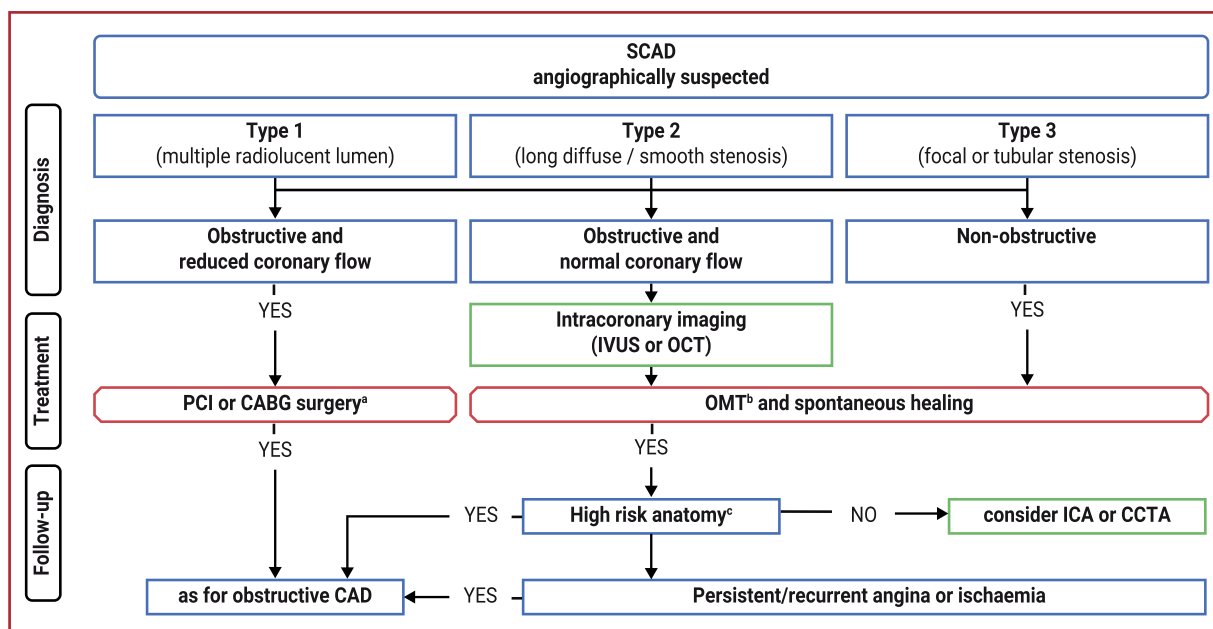 SCAD
angiographically suspected
Diagnosis
Type 1
(multiple radiolucent lumen)
Type 2
(long diffuse / smooth stenosis)
Type 3
(focal or tubular stenosis)
Obstructive and
reduced coronary flow
Obstructive and
normal coronary flow
Non-obstructive
YES
YES
Intracoronary imaging
(IVUS or OCT)
Treatment
PCI or CABG surgeryᵃ
OMTᵇ and spontaneous healing
YES
YES
Follow-up
YES
High risk anatomyᶜ
NO
consider ICA or CCTA
as for obstructive CAD
YES
Persistent/recurrent angina or ischaemia